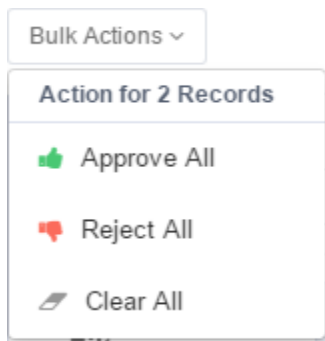 Bulk Actions
Action for 2 Records
Approve All
Reject All
Clear All